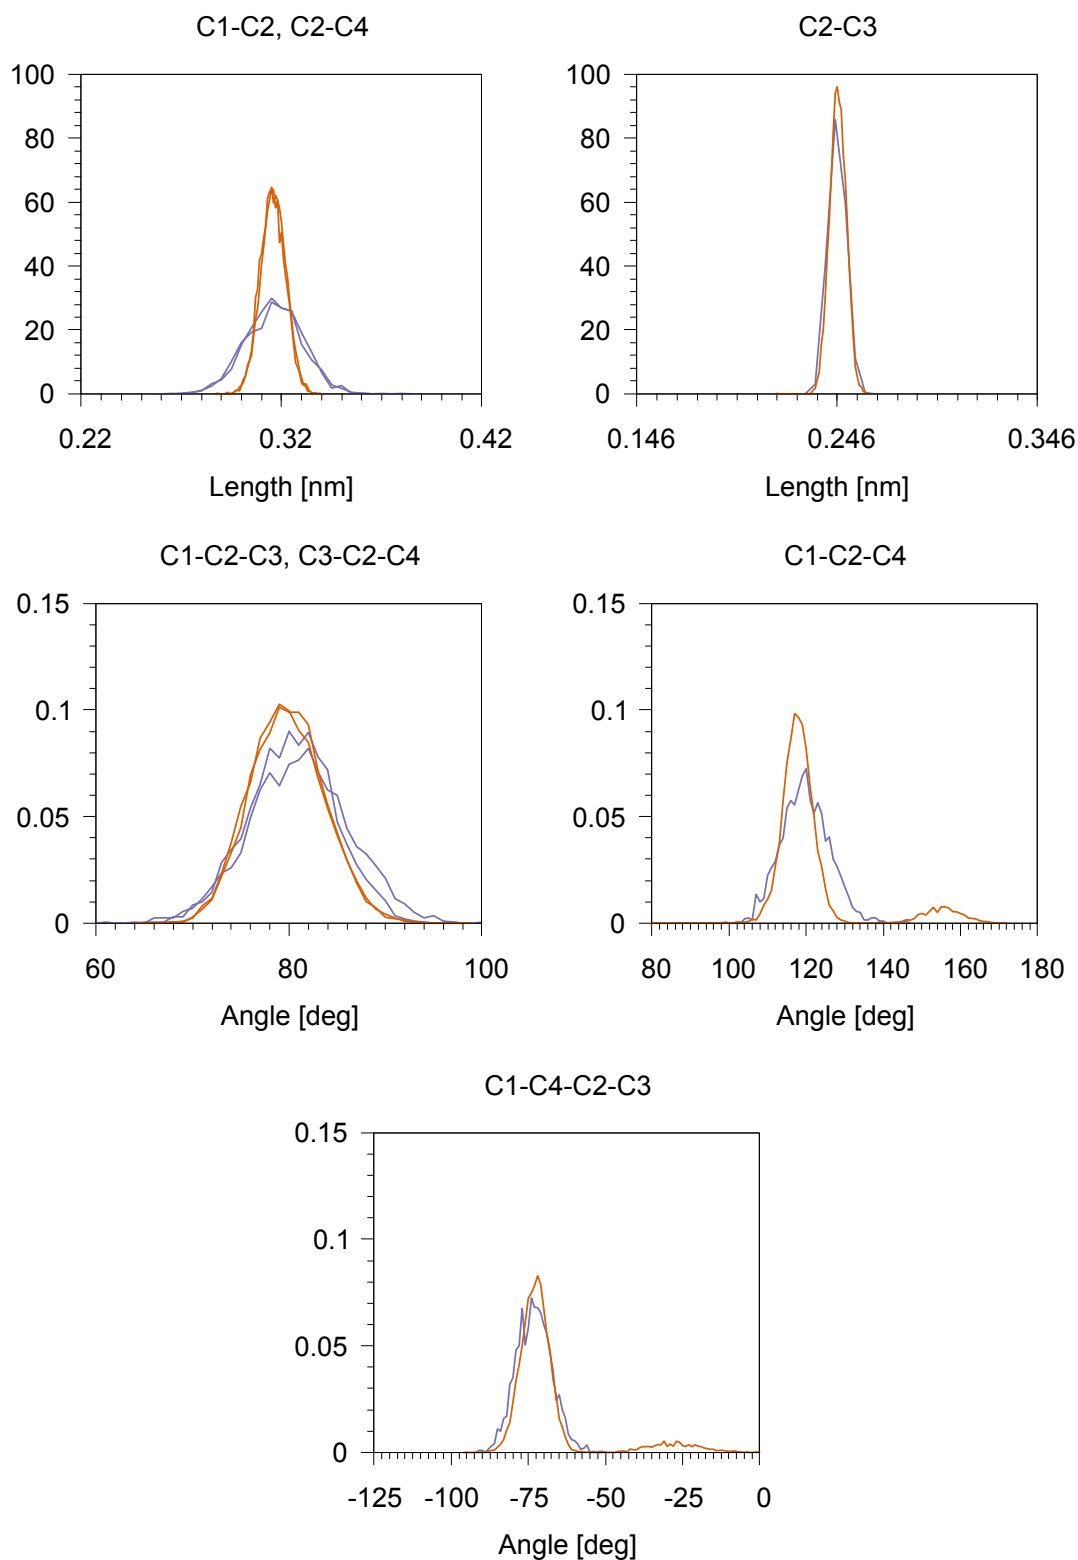 C1-C2, C2-C4
100
80
60
40
20
0
0.22 0.32 0.42
Length [nm]
C2-C3
100
80
60
40
20
0
0.146 0.246 0.346
Length [nm]
C1-C2-C3, C3-C2-C4
0.15
0.1
0.05
0
60 80 100
Angle [deg]
C1-C2-C4
0.15
0.1
0.05
0
80 100 120 140 160 180
Angle [deg]
C1-C4-C2-C3
0.15
0.1
0.05
0
-125 -100 -75 -50 -25 0
Angle [deg]